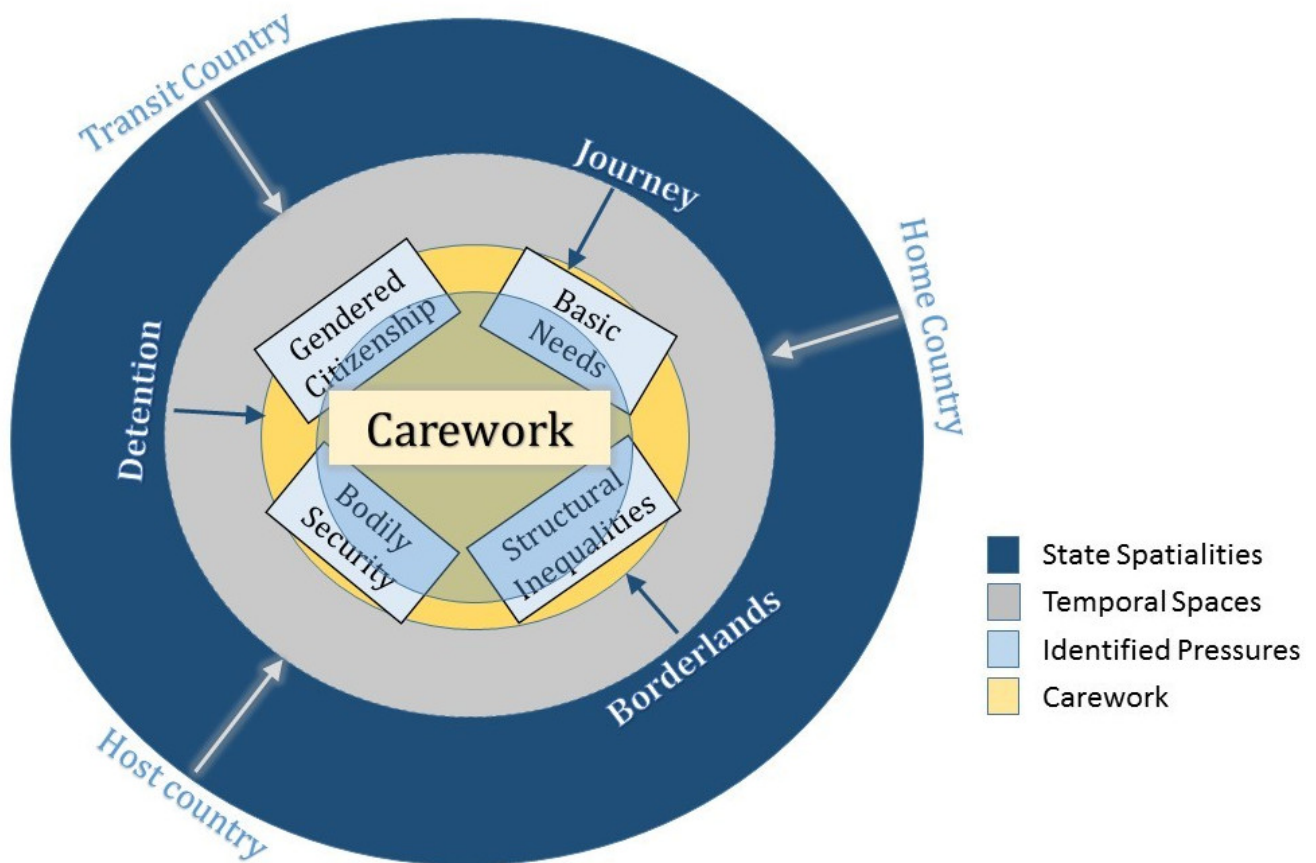 Transit Country
Journey
Home Country
Gendered
Citizenship
Basic
Needs
Detention
Carework
Bodily
Security
Structural
Inequalities
Borderlands
Host country
State Spatialities
Temporal Spaces
Identified Pressures
Carework